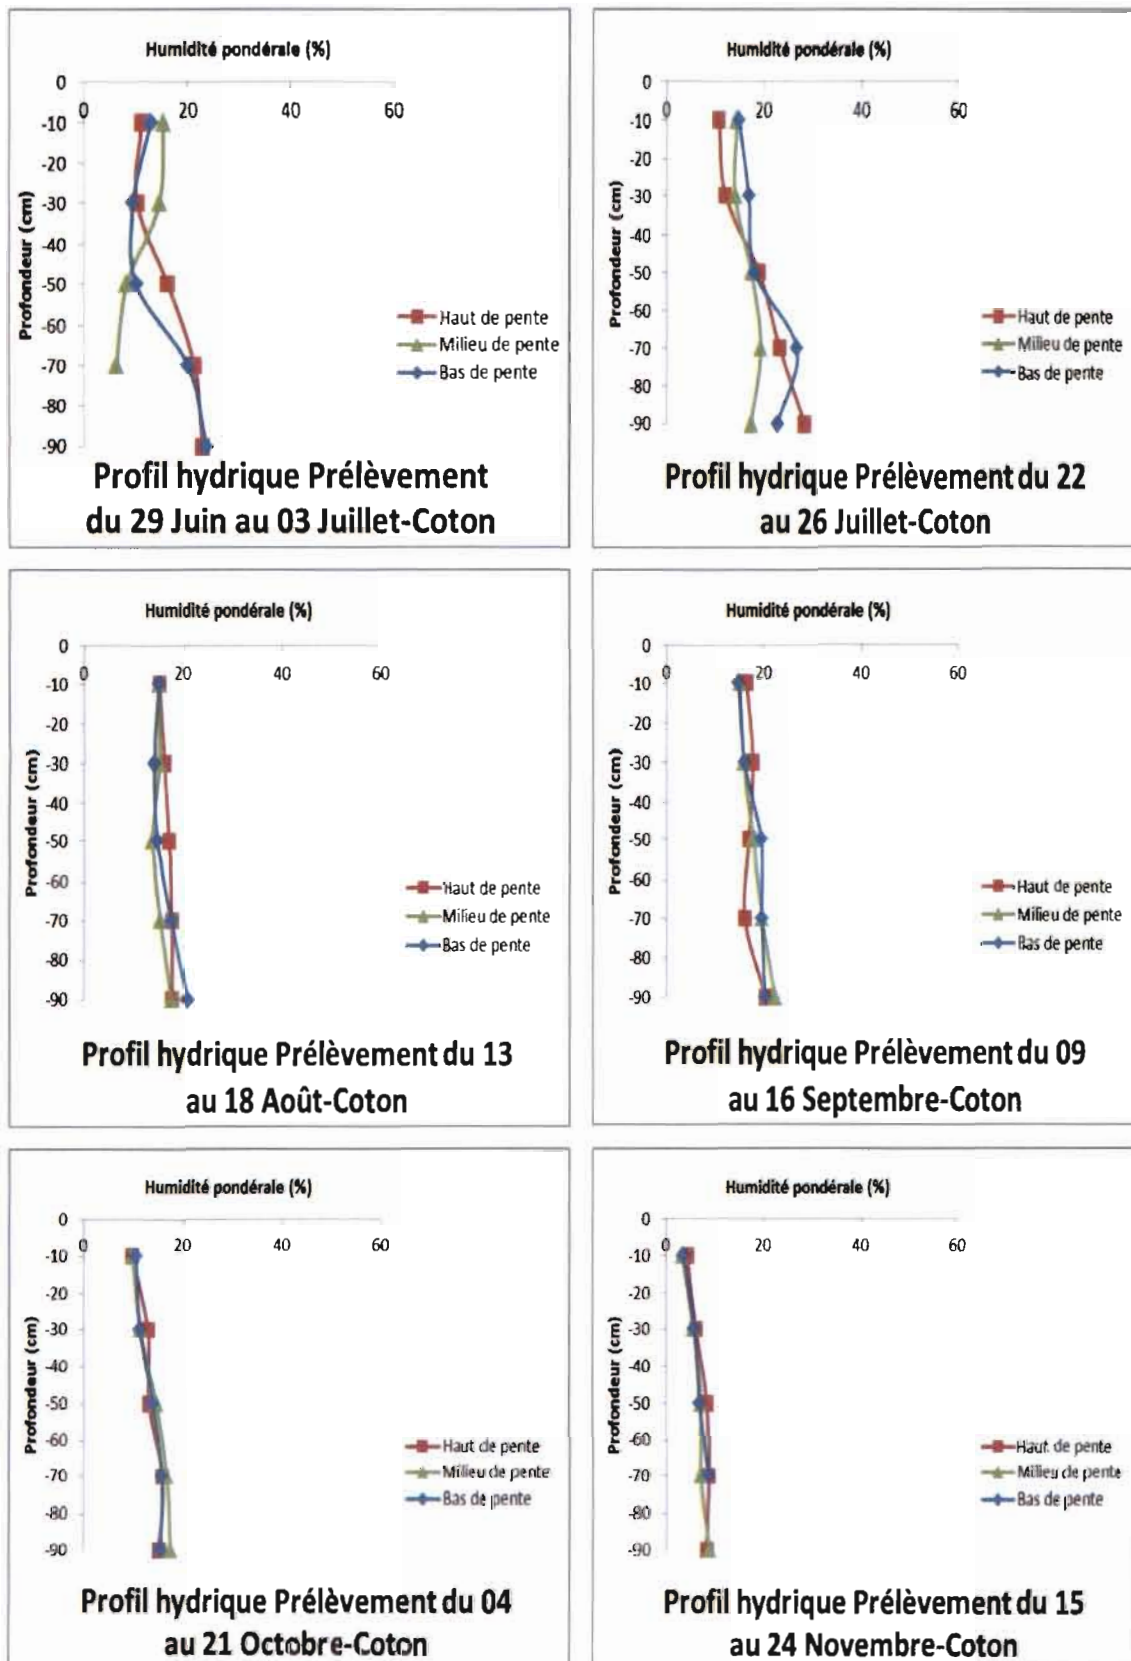 Humidité pondérale (%)
0
0 20 40 60
-10
-20
-30
-40
-50
-60
-70
-80
-90
Profondeur (cm)
Haut de pente
Milieu de pente
Bas de pente
Profil hydrique Prélèvement
du 29 Juin au 03 Juillet-Coton
Humidité pondérale (%)
0
0 20 40 60
-10
-20
-30
-40
-50
-60
-70
-80
-90
Profondeur (cm)
Haut de pente
Milieu de pente
Bas de pente
Profil hydrique Prélèvement du 22
au 26 Juillet-Coton
Humidité pondérale (%)
0
0 20 40 60
-10
-20
-30
-40
-50
-60
-70
-80
-90
Profondeur (cm)
Haut de pente
Milieu de pente
Bas de pente
Profil hydrique Prélèvement du 13
au 18 Août-Coton
Humidité pondérale (%)
0
0 20 40 60
-10
-20
-30
-40
-50
-60
-70
-80
-90
Profondeur (cm)
Haut de pente
Milieu de pente
Bas de pente
Profil hydrique Prélèvement du 09
au 16 Septembre-Coton
Humidité pondérale (%)
0
0 20 40 60
-10
-20
-30
-40
-50
-60
-70
-80
-90
Profondeur (cm)
Haut de pente
Milieu de pente
Bas de pente
Profil hydrique Prélèvement du 04
au 21 Octobre-Coton
Humidité pondérale (%)
0
0 20 40 60
-10
-20
-30
-40
-50
-60
-70
-80
-90
Profondeur (cm)
Haut de pente
Milieu de pente
Bas de pente
Profil hydrique Prélèvement du 15
au 24 Novembre-Coton